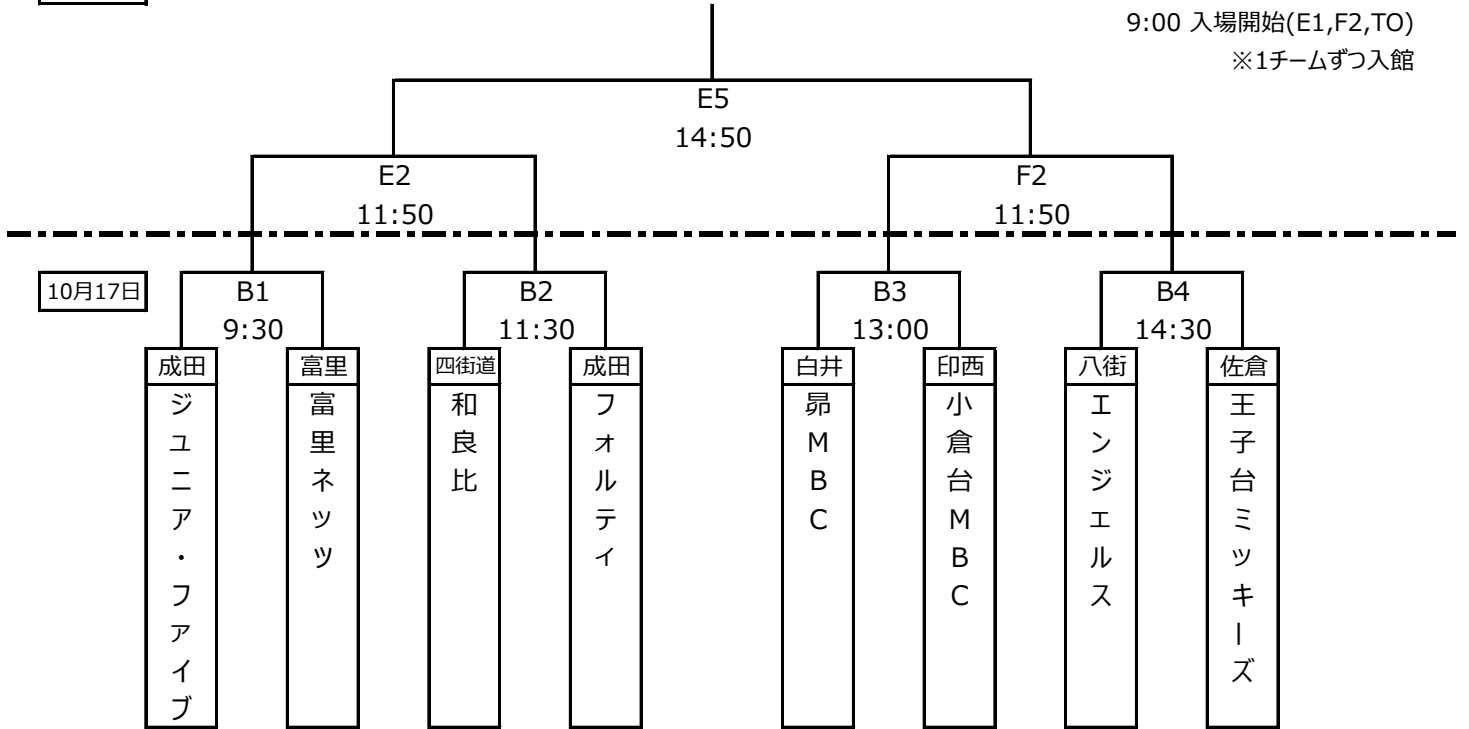 9:00 入場開始(E1,F2,TO)
※1チームずつ入館
E5
14:50
E2
11:50
F2
11:50
10月17日
B1
9:30
B2
11:30
B3
13:00
B4
14:30
成田
富里
四街道
成田
白井
印西
八街
佐倉
ジユニア・ファイブ
富里ネッツ
和良比
フォルテイ
昴MBC
小倉台MBC
エンジェルス
王子台ミッキーズ